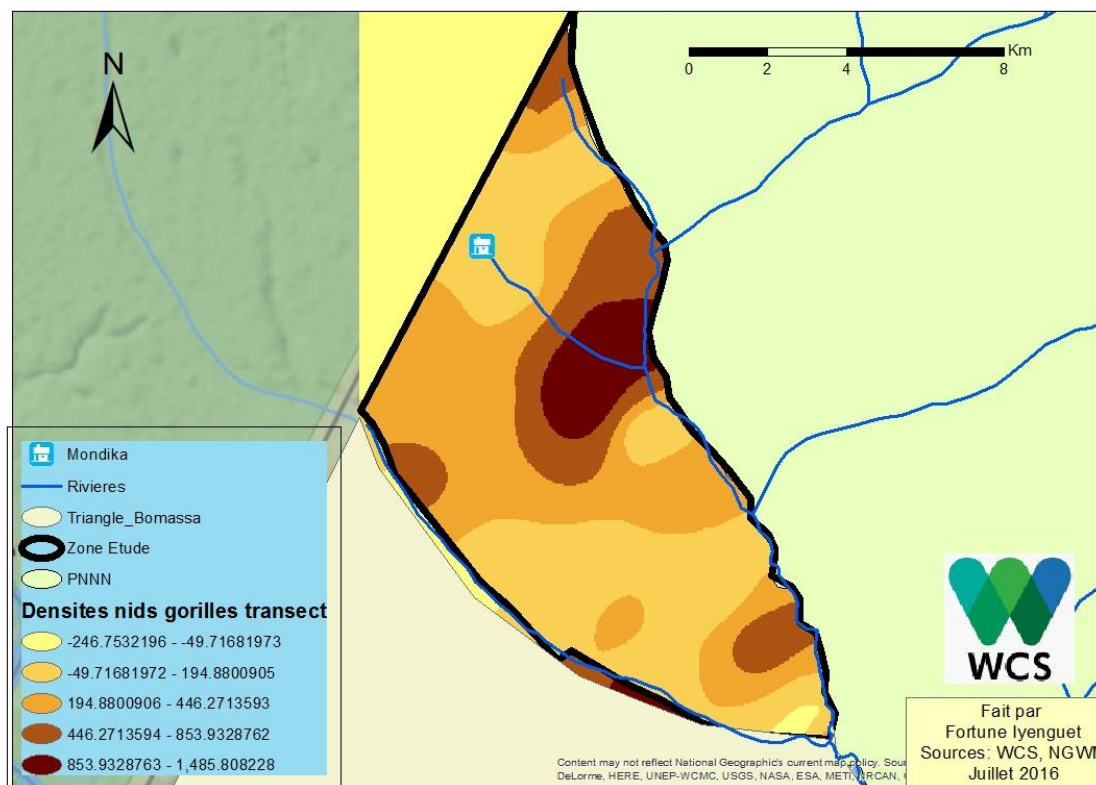 N
Km
0 2 4 8
Mondika
Rivieres
Triangle_Bomassa
Zone Etude
PNNN
Densites nids gorilles transect
-246.7532196 - -49.71681973
-49.71681972 - 194.8800905
194.8800906 - 446.2713593
446.2713594 - 853.9328762
853.9328763 - 1,485.808228
WCS
Fait par
Fortune Iyenguet
Sources: WCS, NGWM
Juillet 2016
Content may not reflect National Geographic's current map policy.
DeLorme, HERE, UNEP-WCMC, USGS, NASA, ESA, METI,